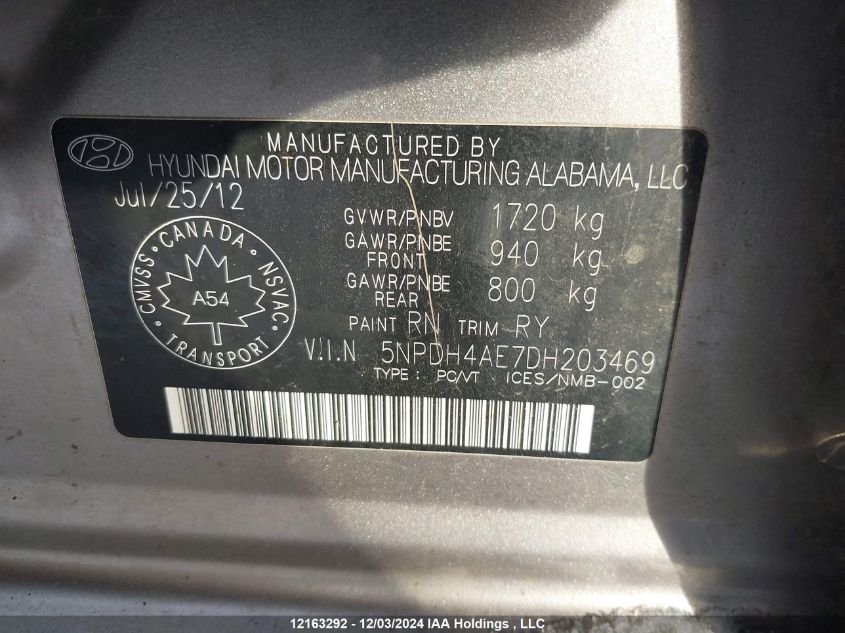 MANUFACTURED BY
HYUNDAI MOTOR MANUFACTURING ALABAMA, LLC
Jul/25/12
GVWR/PNBV 1720 kg
GAWR/PNBE FRONT 940 kg
GAWR/PNBE REAR 800 kg
PAINT RN TRIM RY
V.I.N 5NPDH4AE7DH203469
TYPE : PC/VT ICES/NMB-002
CMVSS • CANADA • NSVAC • TRANSPORT •
A54
12163292 - 12/03/2024 IAA Holdings , LLC